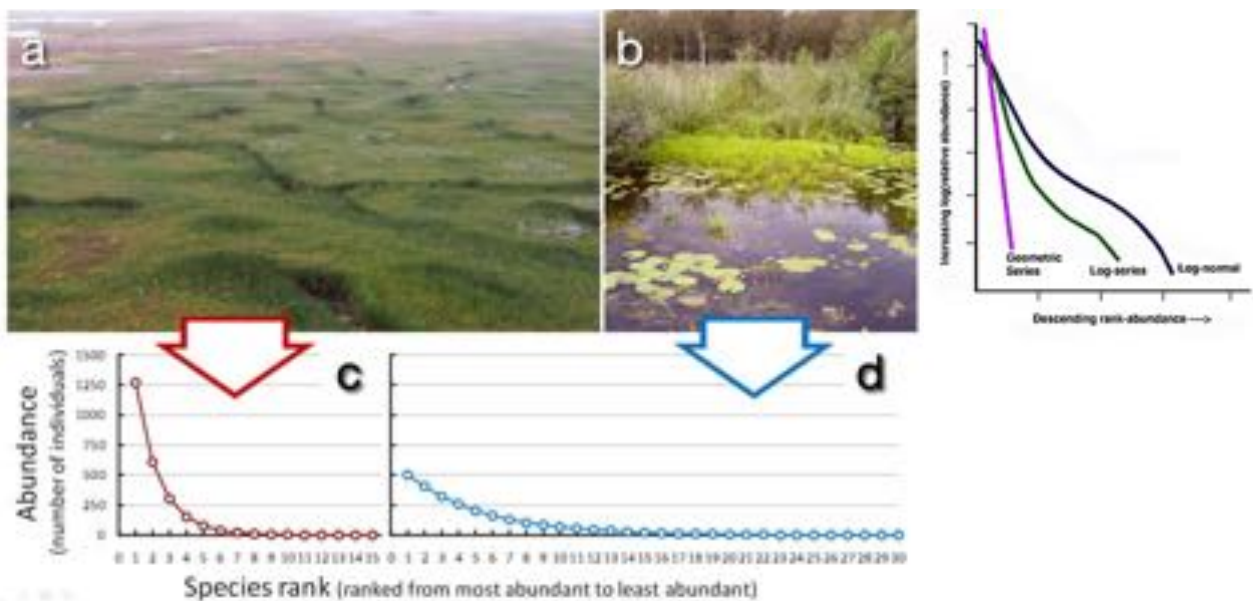 a
b
Increasing log(relative abundance) ---->
Geometric
Series
Log-series
Log-normal
Descending rank-abundance ---->
c
d
Abundance
(number of individuals)
1500
1250
1000
750
500
250
0
0 1 2 3 4 5 6 7 8 9 10 11 12 13 14 15
0 1 2 3 4 5 6 7 8 9 10 11 12 13 14 15 16 17 18 19 20 21 22 23 24 25 26 27 28 29 30
Species rank (ranked from most abundant to least abundant)